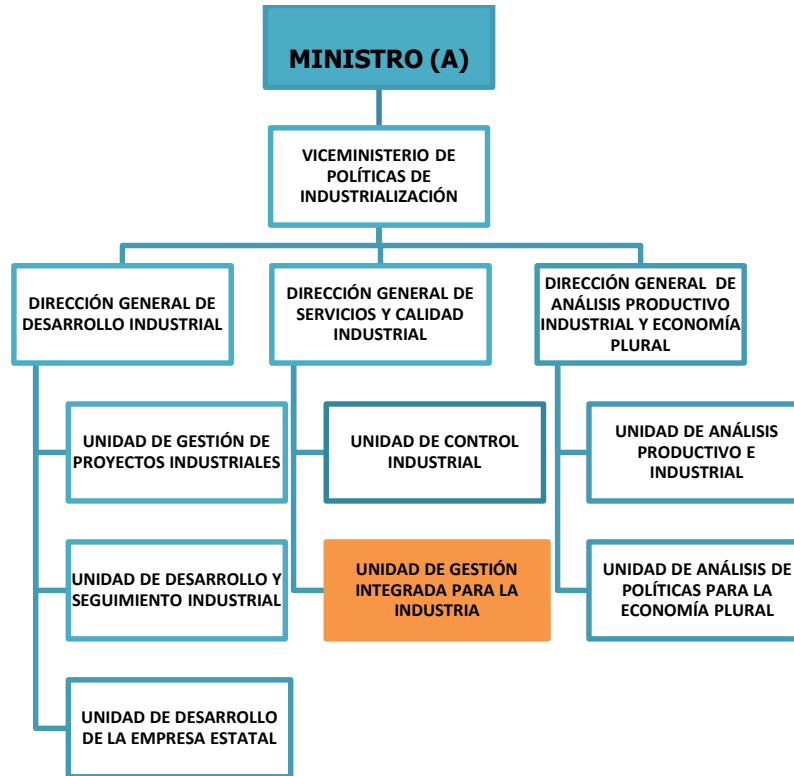 MINISTRO (A)
VICEMINISTERIO DE
POLÍTICAS DE
INDUSTRIALIZACIÓN
DIRECCIÓN GENERAL DE
DESARROLLO INDUSTRIAL
DIRECCIÓN GENERAL DE
SERVICIOS Y CALIDAD
INDUSTRIAL
DIRECCIÓN GENERAL DE
ANÁLISIS PRODUCTIVO
INDUSTRIAL Y ECONOMÍA
PLURAL
UNIDAD DE GESTIÓN DE
PROYECTOS INDUSTRIALES
UNIDAD DE CONTROL
INDUSTRIAL
UNIDAD DE ANÁLISIS
PRODUCTIVO E
INDUSTRIAL
UNIDAD DE DESARROLLO Y
SEGUIMIENTO INDUSTRIAL
UNIDAD DE GESTIÓN
INTEGRADA PARA LA
INDUSTRIA
UNIDAD DE ANÁLISIS DE
POLÍTICAS PARA LA
ECONOMÍA PLURAL
UNIDAD DE DESARROLLO
DE LA EMPRESA ESTATAL